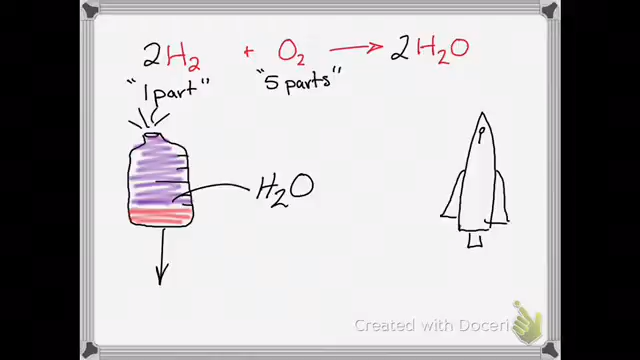 2H₂ + O₂ → 2H₂O
"1 part" "5 parts"
H₂O
Created with Doceri